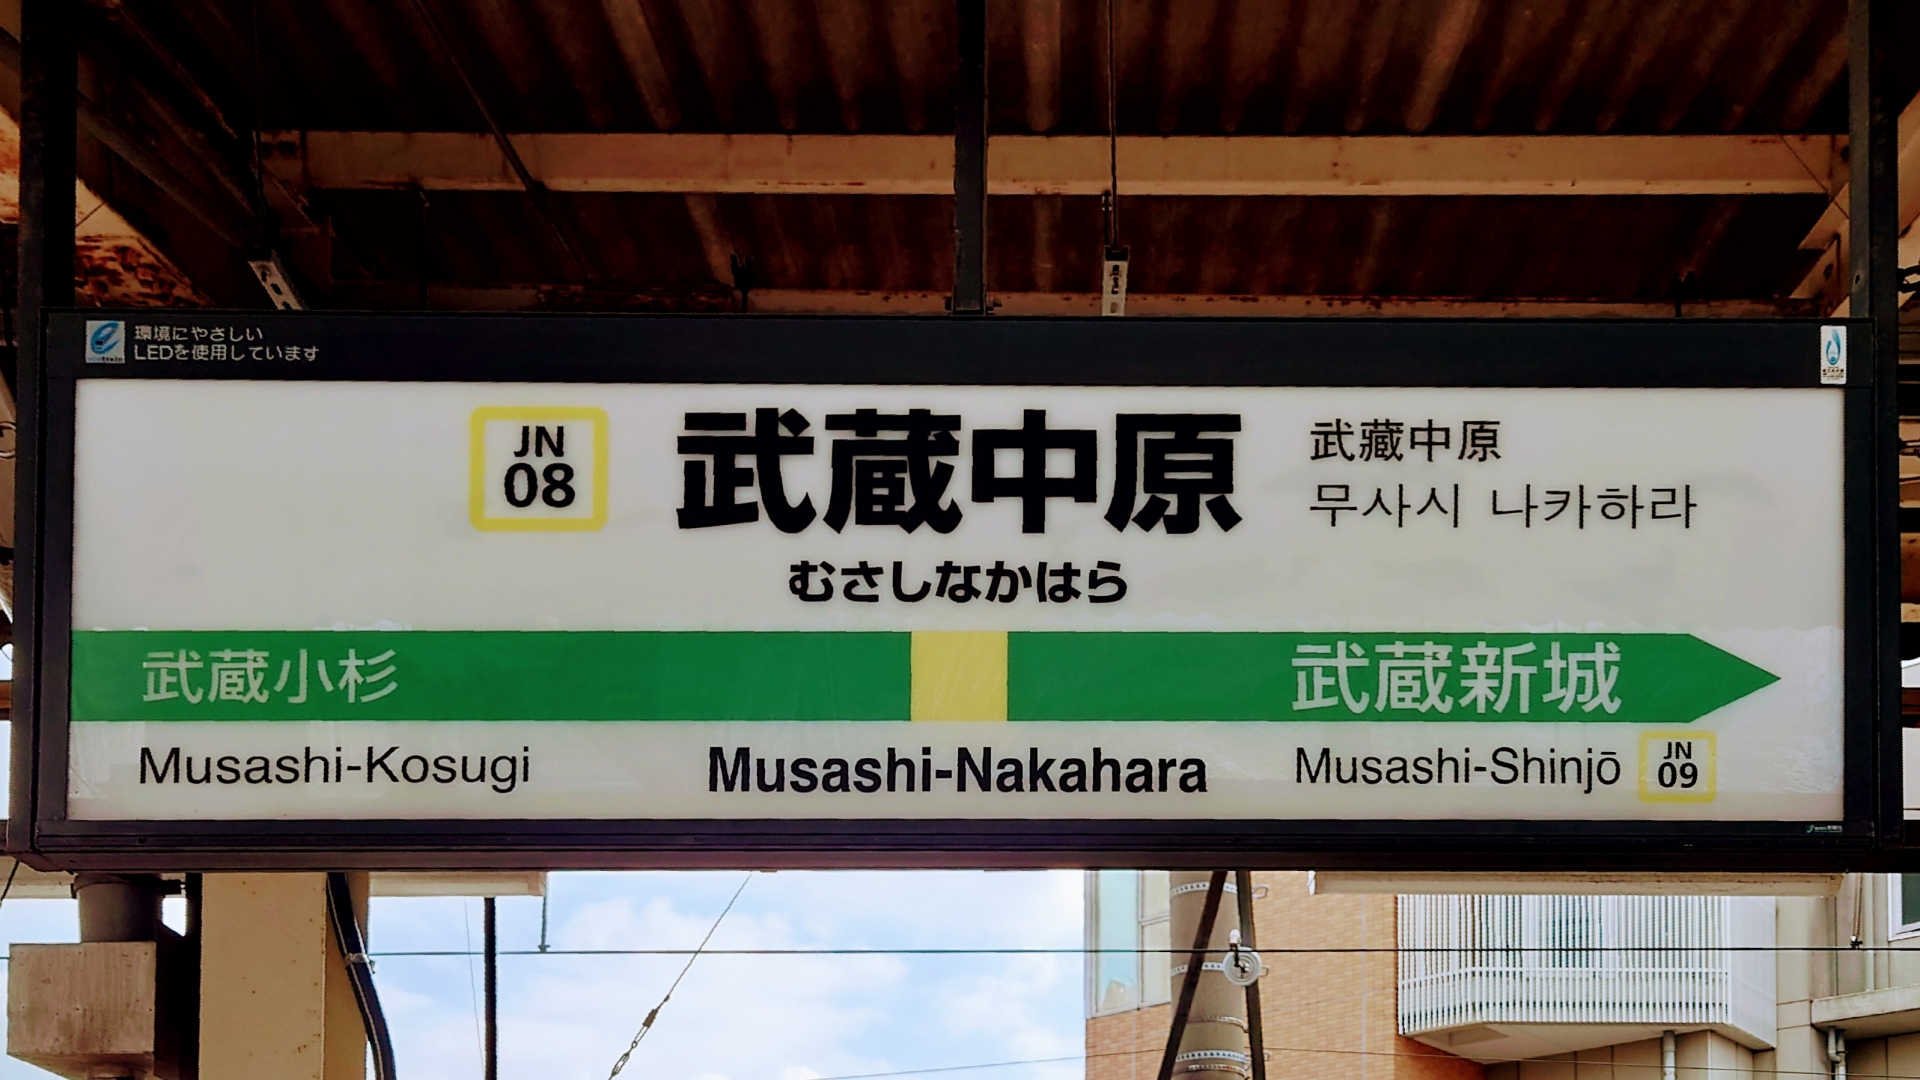 環境にやさしい
LEDを使用しています
JN
08
武蔵中原
武藏中原
무사시 나카하라
むさしなかはら
武蔵小杉
武蔵新城
Musashi-Kosugi
Musashi-Nakahara
Musashi-Shinjō
JN
09